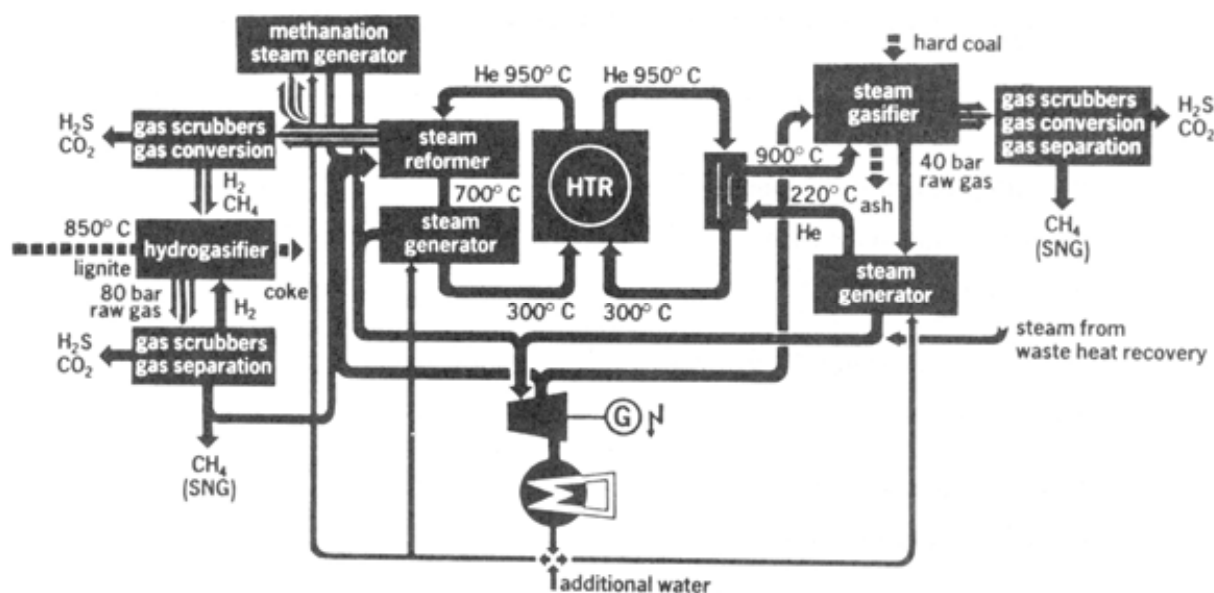 methanation
steam generator
He 950° C
He 950° C
hard coal
steam
gasifier
gas scrubbers
gas conversion
gas separation
H₂S
CO₂
H₂S
CO₂
gas scrubbers
gas conversion
steam
reformer
HTR
900° C
40 bar
raw gas
H₂
CH₄
700° C
220° C
ash
He
850° C
lignite
hydrogasifier
coke
steam
generator
CH₄
(SNG)
80 bar
raw gas
H₂
300° C
300° C
steam
generator
H₂S
CO₂
gas scrubbers
gas separation
steam from
waste heat recovery
G
CH₄
(SNG)
additional water